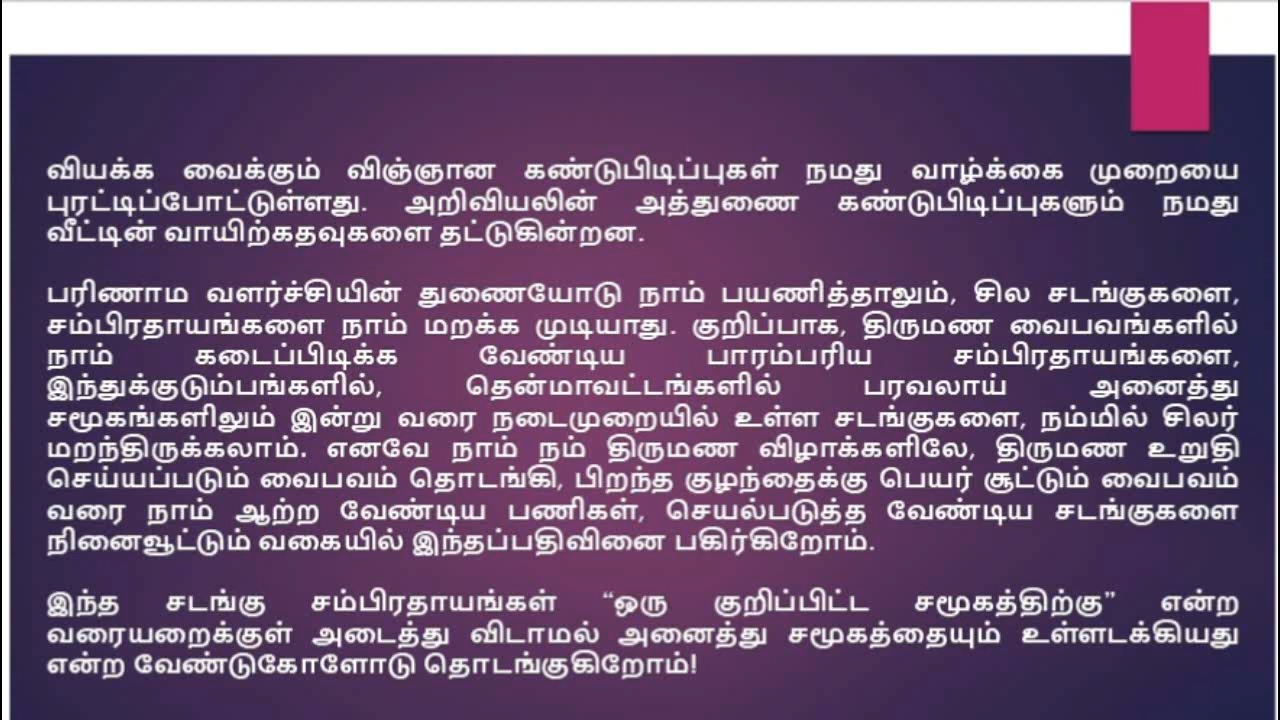 வியக்க வைக்கும் விஞ்ஞான கண்டுபிடிப்புகள் நமது வாழ்க்கை முறையை
புரட்டிப்போட்டுள்ளது. அறிவியலின் அத்துணை கண்டுபிடிப்புகளும் நமது
வீட்டின் வாயிற்கதவுகளை தட்டுகின்றன.
பரிணாம வளர்ச்சியின் துணையோடு நாம் பயணித்தாலும், சில சடங்குகளை,
சம்பிரதாயங்களை நாம் மறக்க முடியாது. குறிப்பாக, திருமண வைபவங்களில்
நாம் கடைப்பிடிக்க வேண்டிய பாரம்பரிய சம்பிரதாயங்களை,
இந்துக்குடும்பங்களில், தென்மாவட்டங்களில் பரவலாய் அனைத்து
சமூகங்களிலும் இன்று வரை நடைமுறையில் உள்ள சடங்குகளை, நம்மில் சிலர்
மறந்திருக்கலாம். எனவே நாம் நம் திருமண விழாக்களிலே, திருமண உறுதி
செய்யப்படும் வைபவம் தொடங்கி, பிறந்த குழந்தைக்கு பெயர் சூட்டும் வைபவம்
வரை நாம் ஆற்ற வேண்டிய பணிகள், செயல்படுத்த வேண்டிய சடங்குகளை
நினைவூட்டும் வகையில் இந்தப்பதிவினை பகிர்கிறோம்.
இந்த சடங்கு சம்பிரதாயங்கள் “ஒரு குறிப்பிட்ட சமூகத்திற்கு” என்ற
வரையறைக்குள் அடைத்து விடாமல் அனைத்து சமூகத்தையும் உள்ளடக்கியது
என்ற வேண்டுகோளோடு தொடங்குகிறோம்!